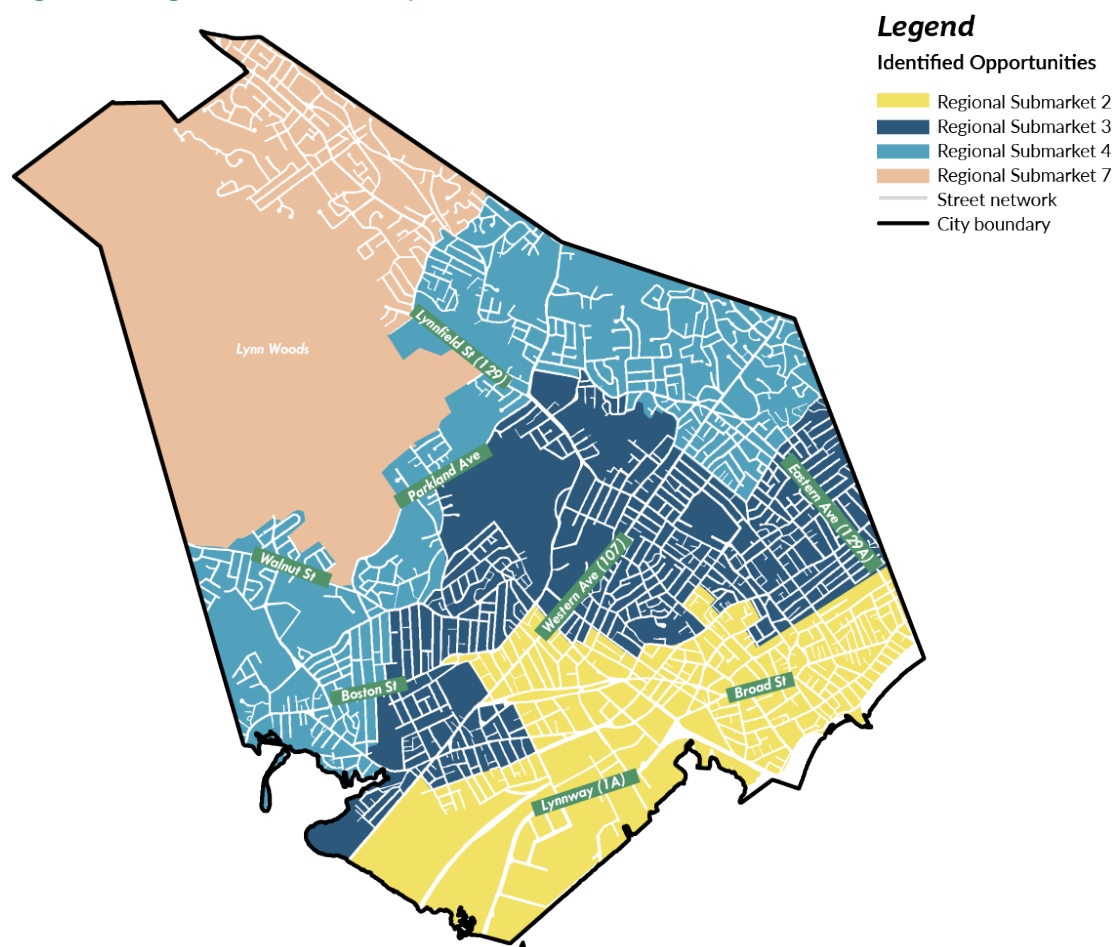 Legend
Identified Opportunities
Regional Submarket 2
Regional Submarket 3
Regional Submarket 4
Regional Submarket 7
Street network
City boundary
Lynnfield St (129)
Lynn Woods
Parkland Ave
Eastern Ave (129A)
Walnut St
Western Ave (107)
Boston St
Broad St
Lynnway (1A)